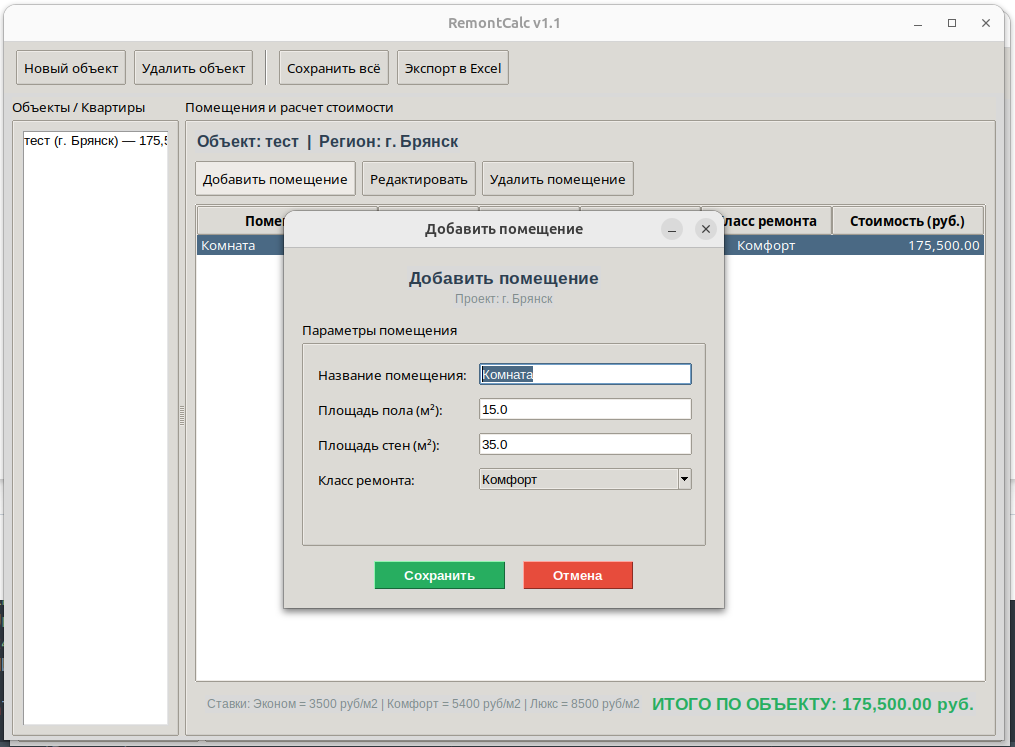 RemontCalc v1.1
Новый объект Удалить объект Сохранить всё Экспорт в Excel
Объекты / Квартиры Помещения и расчет стоимости
тест (г. Брянск) — 175,5
Объект: тест | Регион: г. Брянск
Добавить помещение Редактировать Удалить помещение
Поме ласс ремонта Стоимость (руб.)
Комната Комфорт 175,500.00
Добавить помещение
Добавить помещение
Проект: г. Брянск
Параметры помещения
Название помещения: Комната
Площадь пола (м²): 15.0
Площадь стен (м²): 35.0
Класс ремонта: Комфорт
Сохранить Отмена
Ставки: Эконом = 3500 руб/м2 | Комфорт = 5400 руб/м2 | Люкс = 8500 руб/м2 ИТОГО ПО ОБЪЕКТУ: 175,500.00 руб.